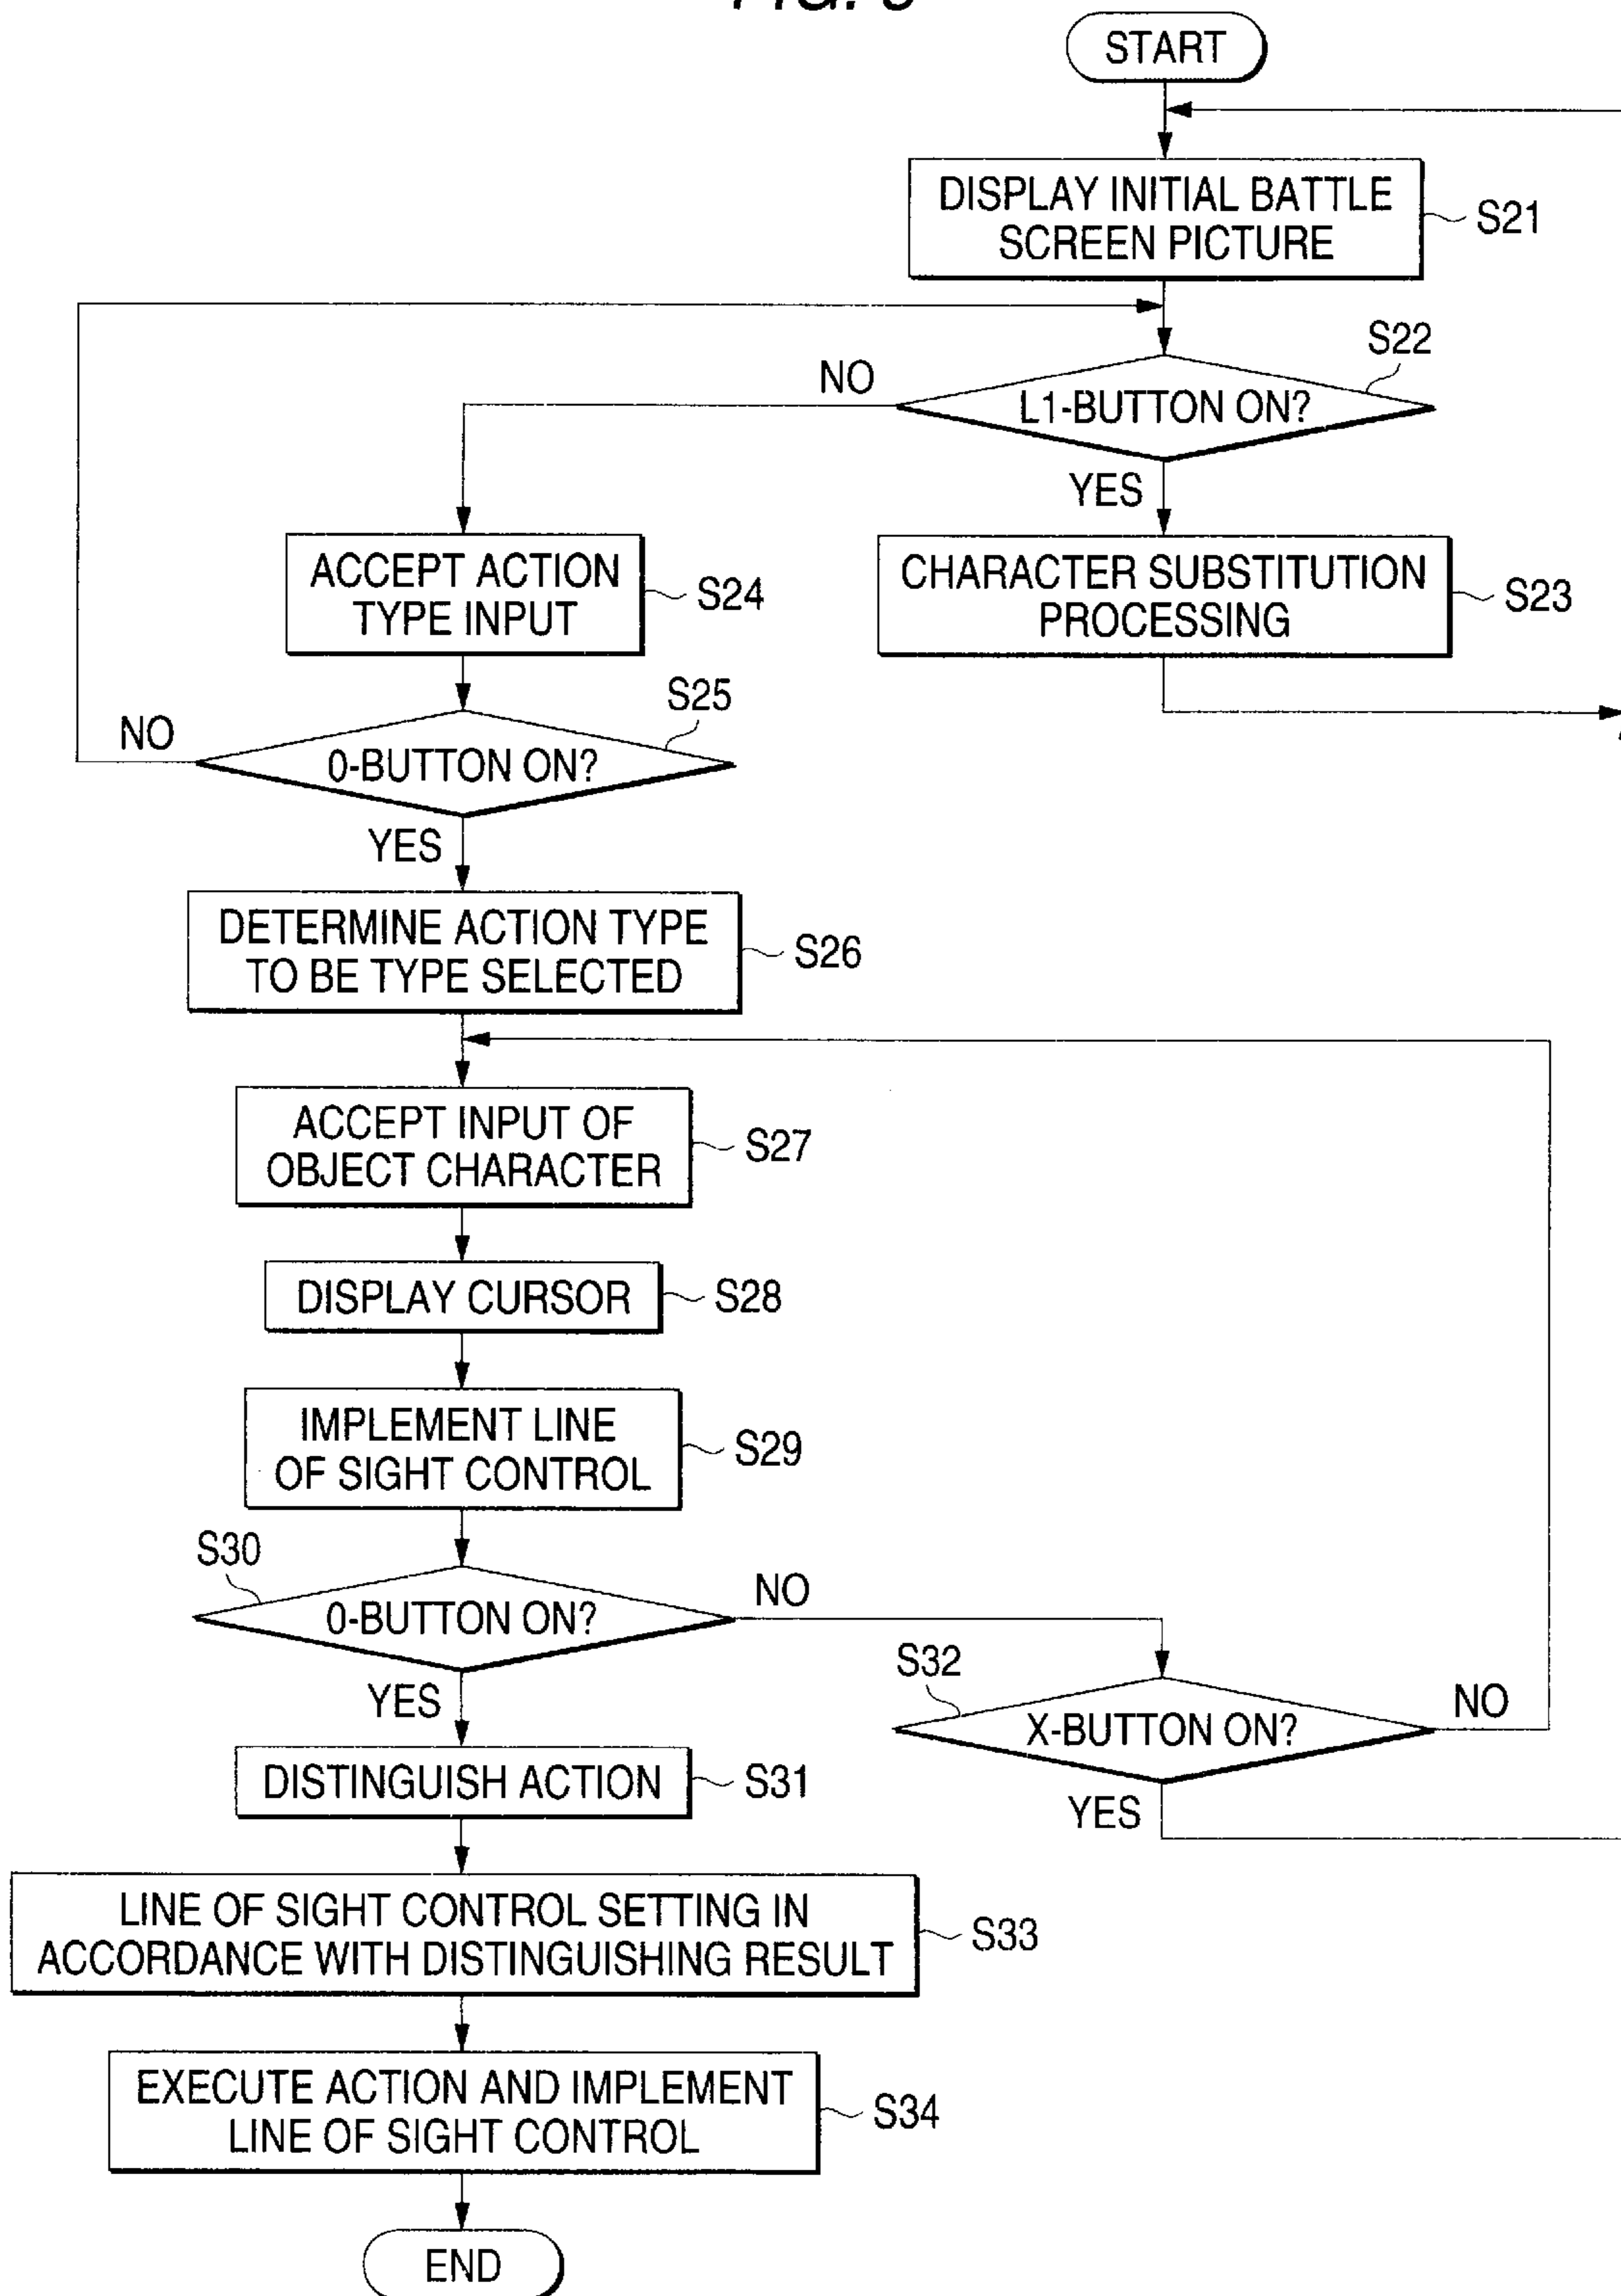 START
DISPLAY INITIAL BATTLE
SCREEN PICTURE
S21
S22
L1-BUTTON ON?
NO
YES
ACCEPT ACTION
TYPE INPUT
S24
CHARACTER SUBSTITUTION
PROCESSING
S23
S25
0-BUTTON ON?
NO
YES
DETERMINE ACTION TYPE
TO BE TYPE SELECTED
S26
ACCEPT INPUT OF
OBJECT CHARACTER
S27
DISPLAY CURSOR
S28
IMPLEMENT LINE
OF SIGHT CONTROL
S29
S30
0-BUTTON ON?
NO
YES
S32
X-BUTTON ON?
NO
YES
DISTINGUISH ACTION
S31
LINE OF SIGHT CONTROL SETTING IN
ACCORDANCE WITH DISTINGUISHING RESULT
S33
EXECUTE ACTION AND IMPLEMENT
LINE OF SIGHT CONTROL
S34
END